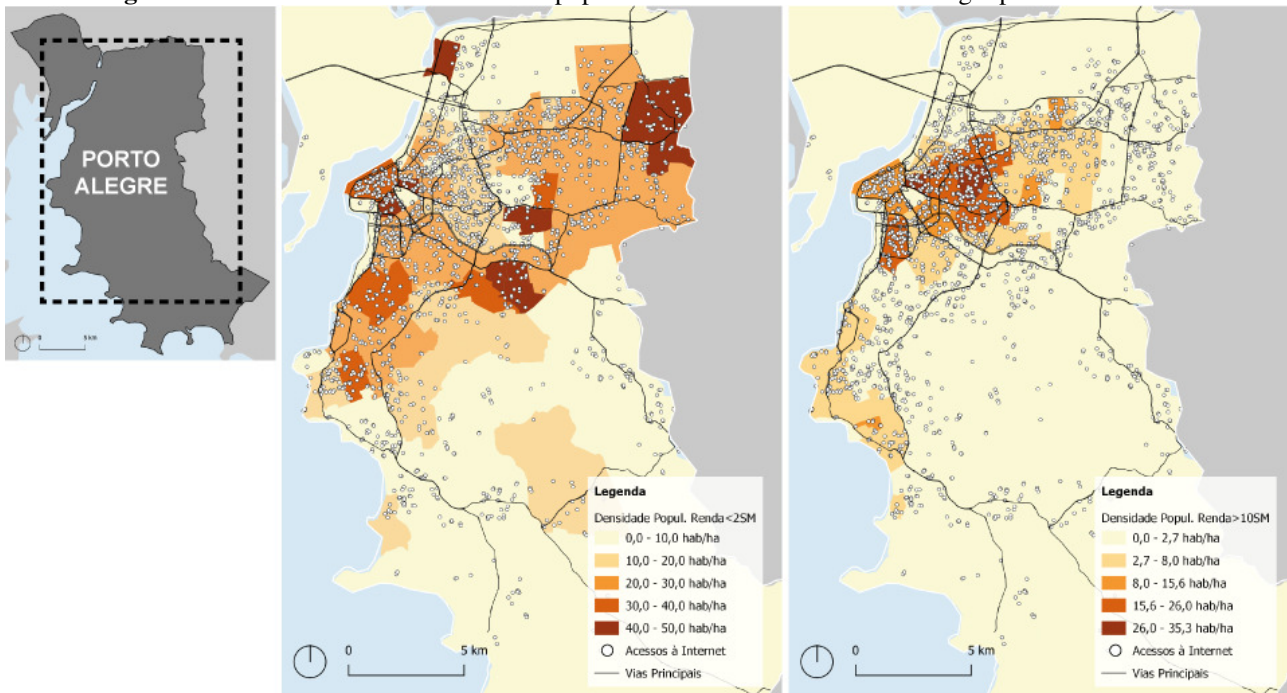 PORTO
ALEGRE
0 5 km
Legenda
Densidade Popul. Renda<2SM
0,0 - 10,0 hab/ha
10,0 - 20,0 hab/ha
20,0 - 30,0 hab/ha
30,0 - 40,0 hab/ha
40,0 - 50,0 hab/ha
Acessos à Internet
Vias Principais
0 5 km
Legenda
Densidade Popul. Renda>10SM
0,0 - 2,7 hab/ha
2,7 - 8,0 hab/ha
8,0 - 15,6 hab/ha
15,6 - 26,0 hab/ha
26,0 - 35,3 hab/ha
Acessos à Internet
Vias Principais
0 5 km